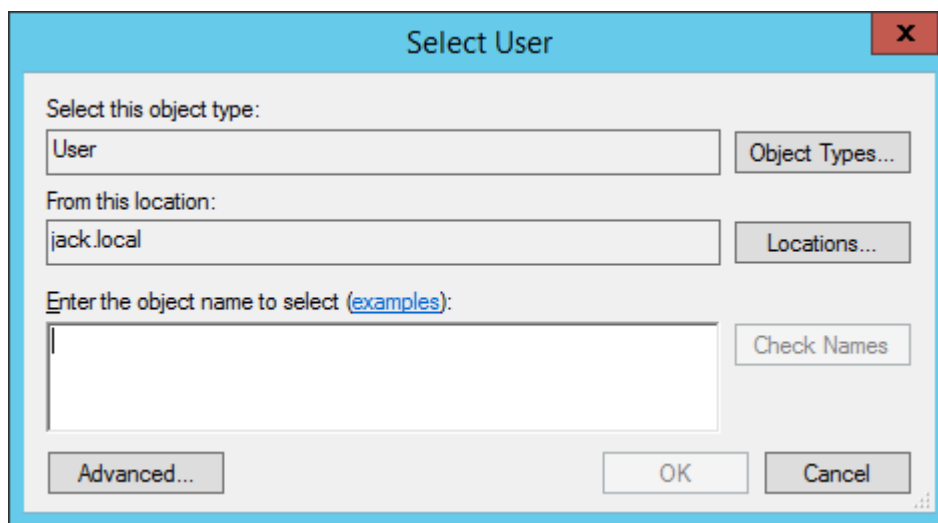 Select User
x
Select this object type:
User
Object Types...
From this location:
jack.local
Locations...
Enter the object name to select (examples):
Check Names
Advanced...
OK
Cancel